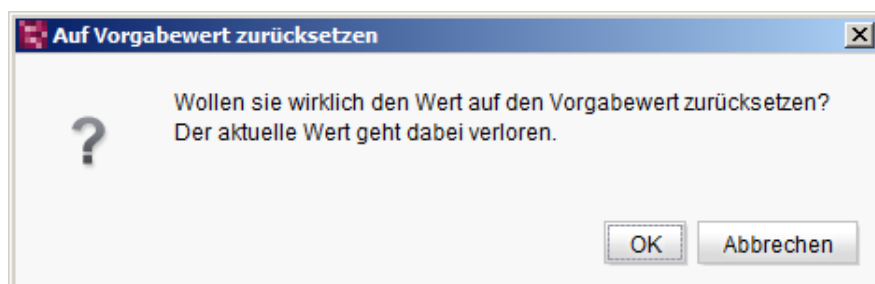 Auf Vorgabewert zurücksetzen
Wollen sie wirklich den Wert auf den Vorgabewert zurücksetzen?
Der aktuelle Wert geht dabei verloren.
?
OK Abbrechen